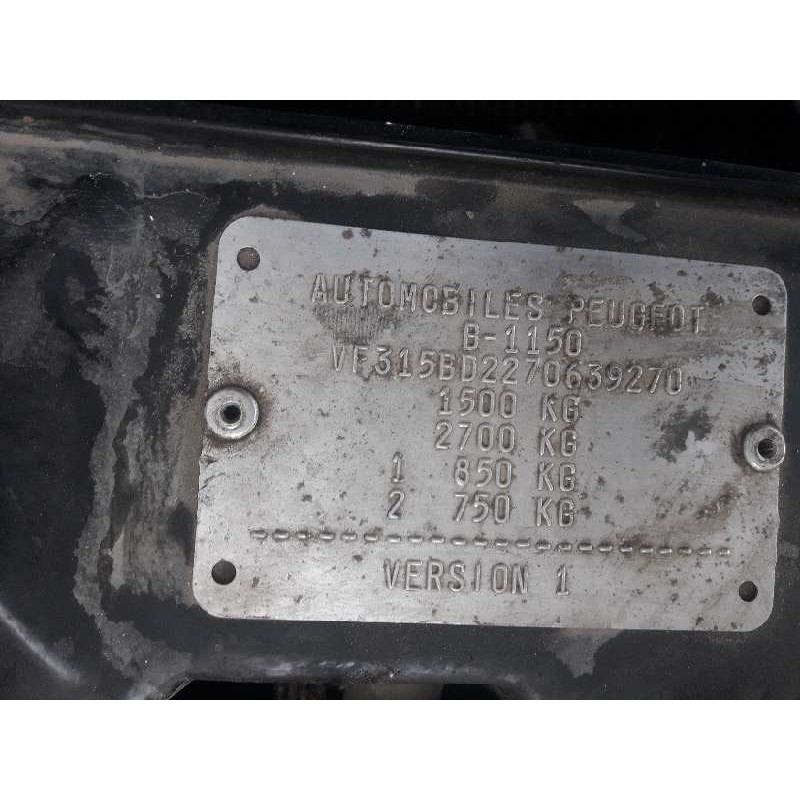 AUTOMOBILES PEUGEOT
B-1150
VF315BD2270639270
1500 KG
2700 KG
1 850 KG
2 750 KG
VERSION 1